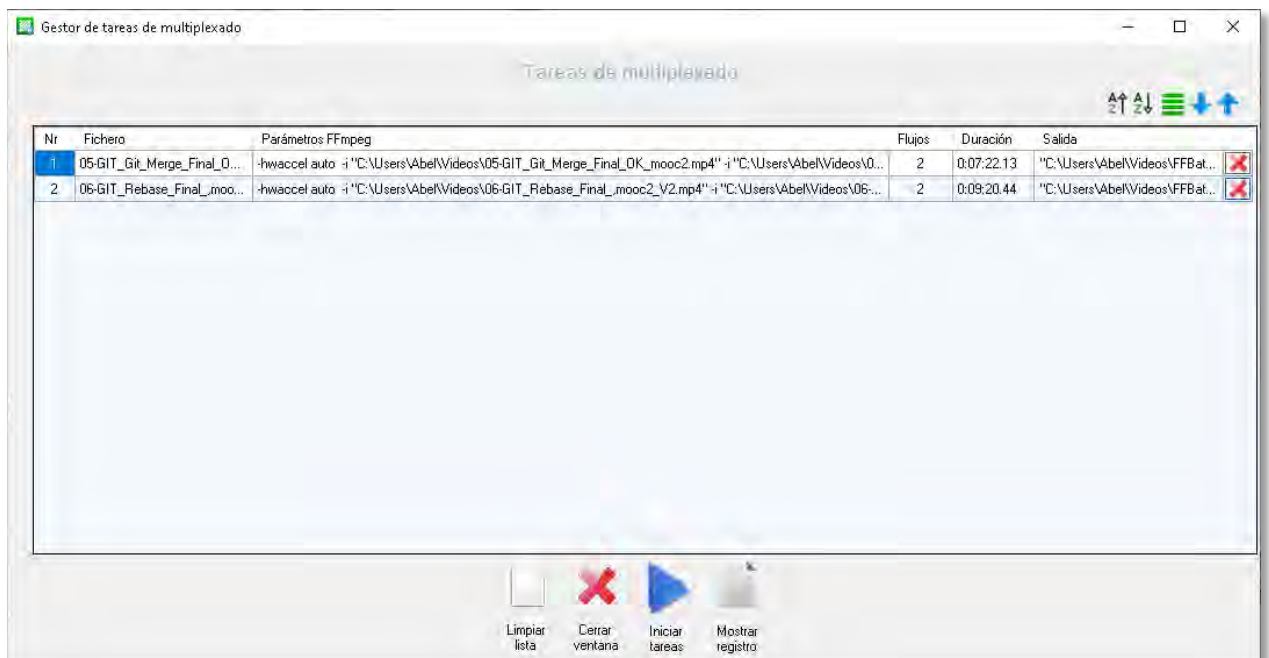 Gestor de tareas de multiplexado
Tareas de multiplexado
Nr Fichero Parámetros FFmpeg Flujos Duración Salida
1 05-GIT_Git_Merge_Final_O... -hwaccel auto -i "C:\Users\Abel\Videos\05-GIT_Git_Merge_Final_OK_mooc2.mp4" -i "C:\Users\Abel\Videos\0... 2 0:07:22.13 "C:\Users\Abel\Videos\FFBat...
2 06-GIT_Rebase_Final_,moo... -hwaccel auto -i "C:\Users\Abel\Videos\06-GIT_Rebase_Final_,mooc2_V2.mp4" -i "C:\Users\Abel\Videos\06-... 2 0:09:20.44 "C:\Users\Abel\Videos\FFBat...
Limpiar Cerrar Iniciar Mostrar
lista ventana tareas registro